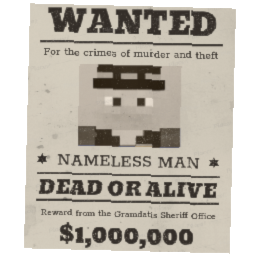 WANTED
For the crimes of murder and theft
NAMELESS MAN
DEAD OR ALIVE
Reward from the Gramdatis Sheriff Office
$1,000,000